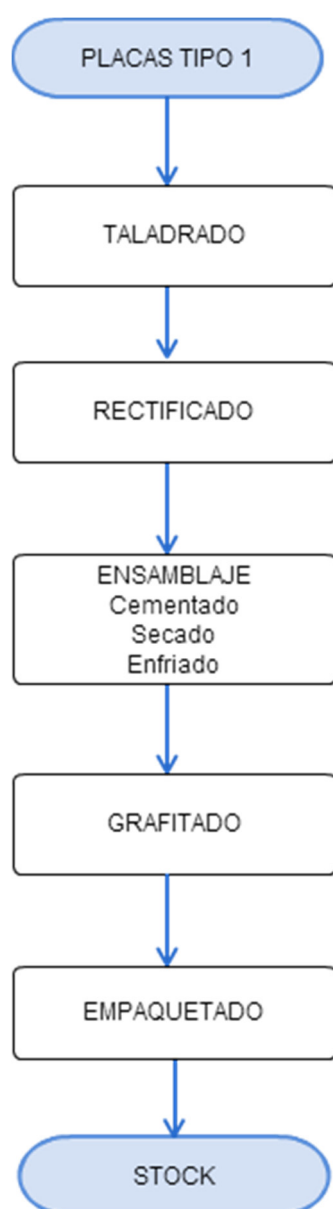 PLACAS TIPO 1
TALADRADO
RECTIFICADO
ENSAMBLAJE
Cementado
Secado
Enfriado
GRAFITADO
EMPAQUETADO
STOCK